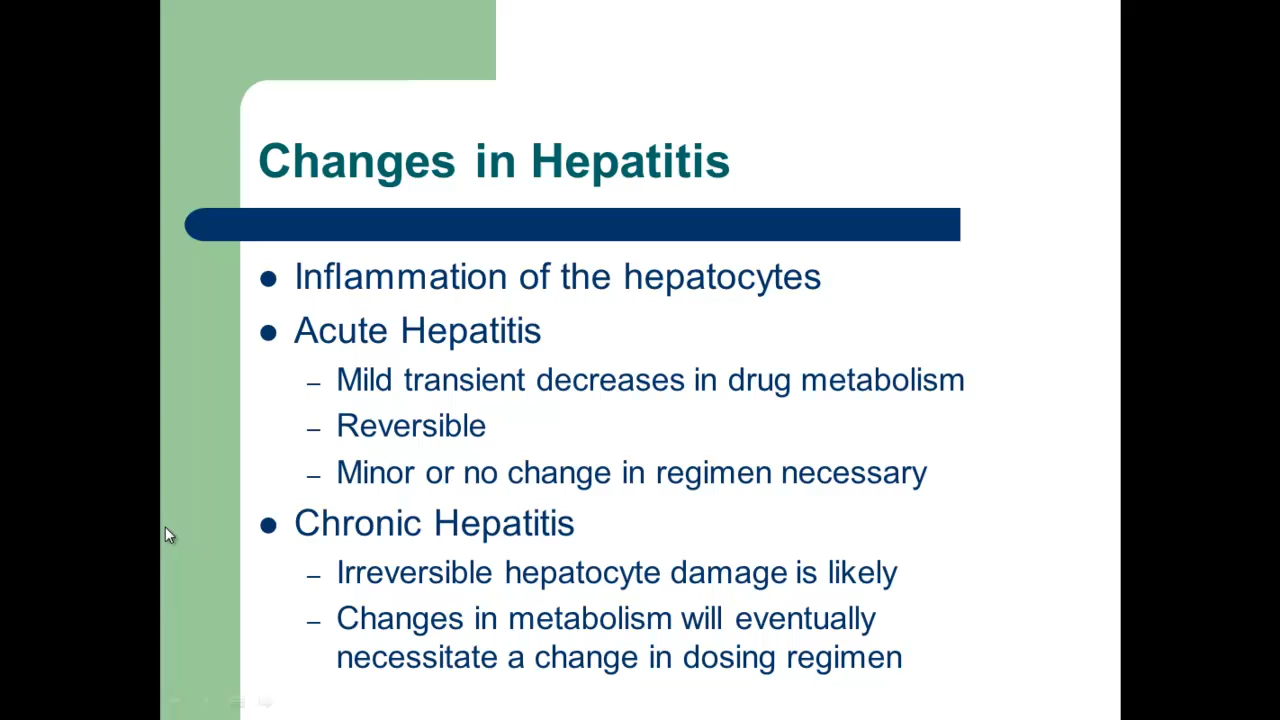 Changes in Hepatitis
● Inflammation of the hepatocytes
● Acute Hepatitis
– Mild transient decreases in drug metabolism
– Reversible
– Minor or no change in regimen necessary
● Chronic Hepatitis
– Irreversible hepatocyte damage is likely
– Changes in metabolism will eventually
necessitate a change in dosing regimen